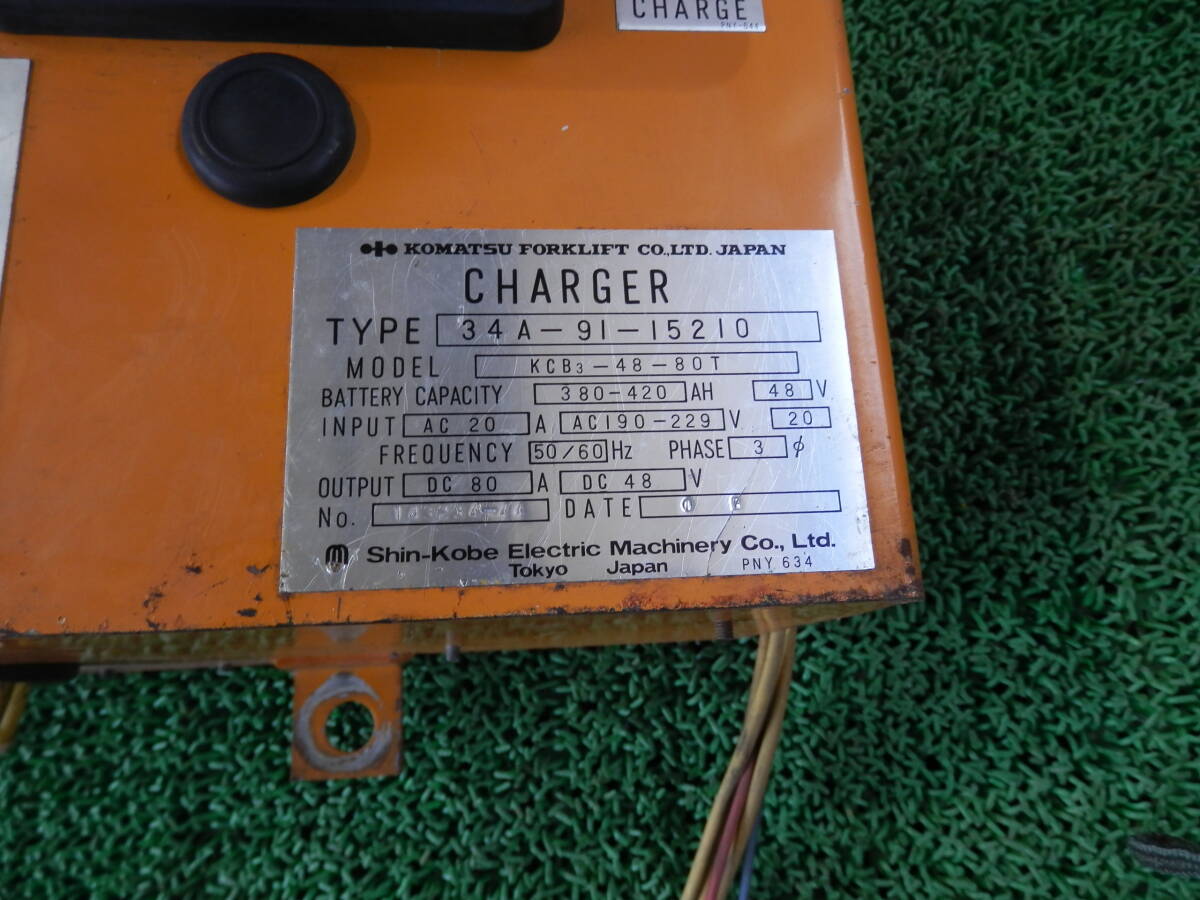 CHARGE
PNY-644
KOMATSU FORKLIFT CO.,LTD. JAPAN
CHARGER
TYPE 34A-91-15210
MODEL KCB3-48-80T
BATTERY CAPACITY 380-420 AH 48 V
INPUT AC 20 A AC190-229 V 20
FREQUENCY 50/60 Hz PHASE 3 φ
OUTPUT DC 80 A DC 48 V
No. DATE
Shin-Kobe Electric Machinery Co., Ltd.
Tokyo Japan
PNY 634